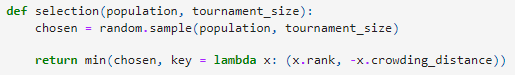 def selection(population, tournament_size):
    chosen = random.sample(population, tournament_size)
    return min(chosen, key = lambda x: (x.rank, -x.crowding_distance))